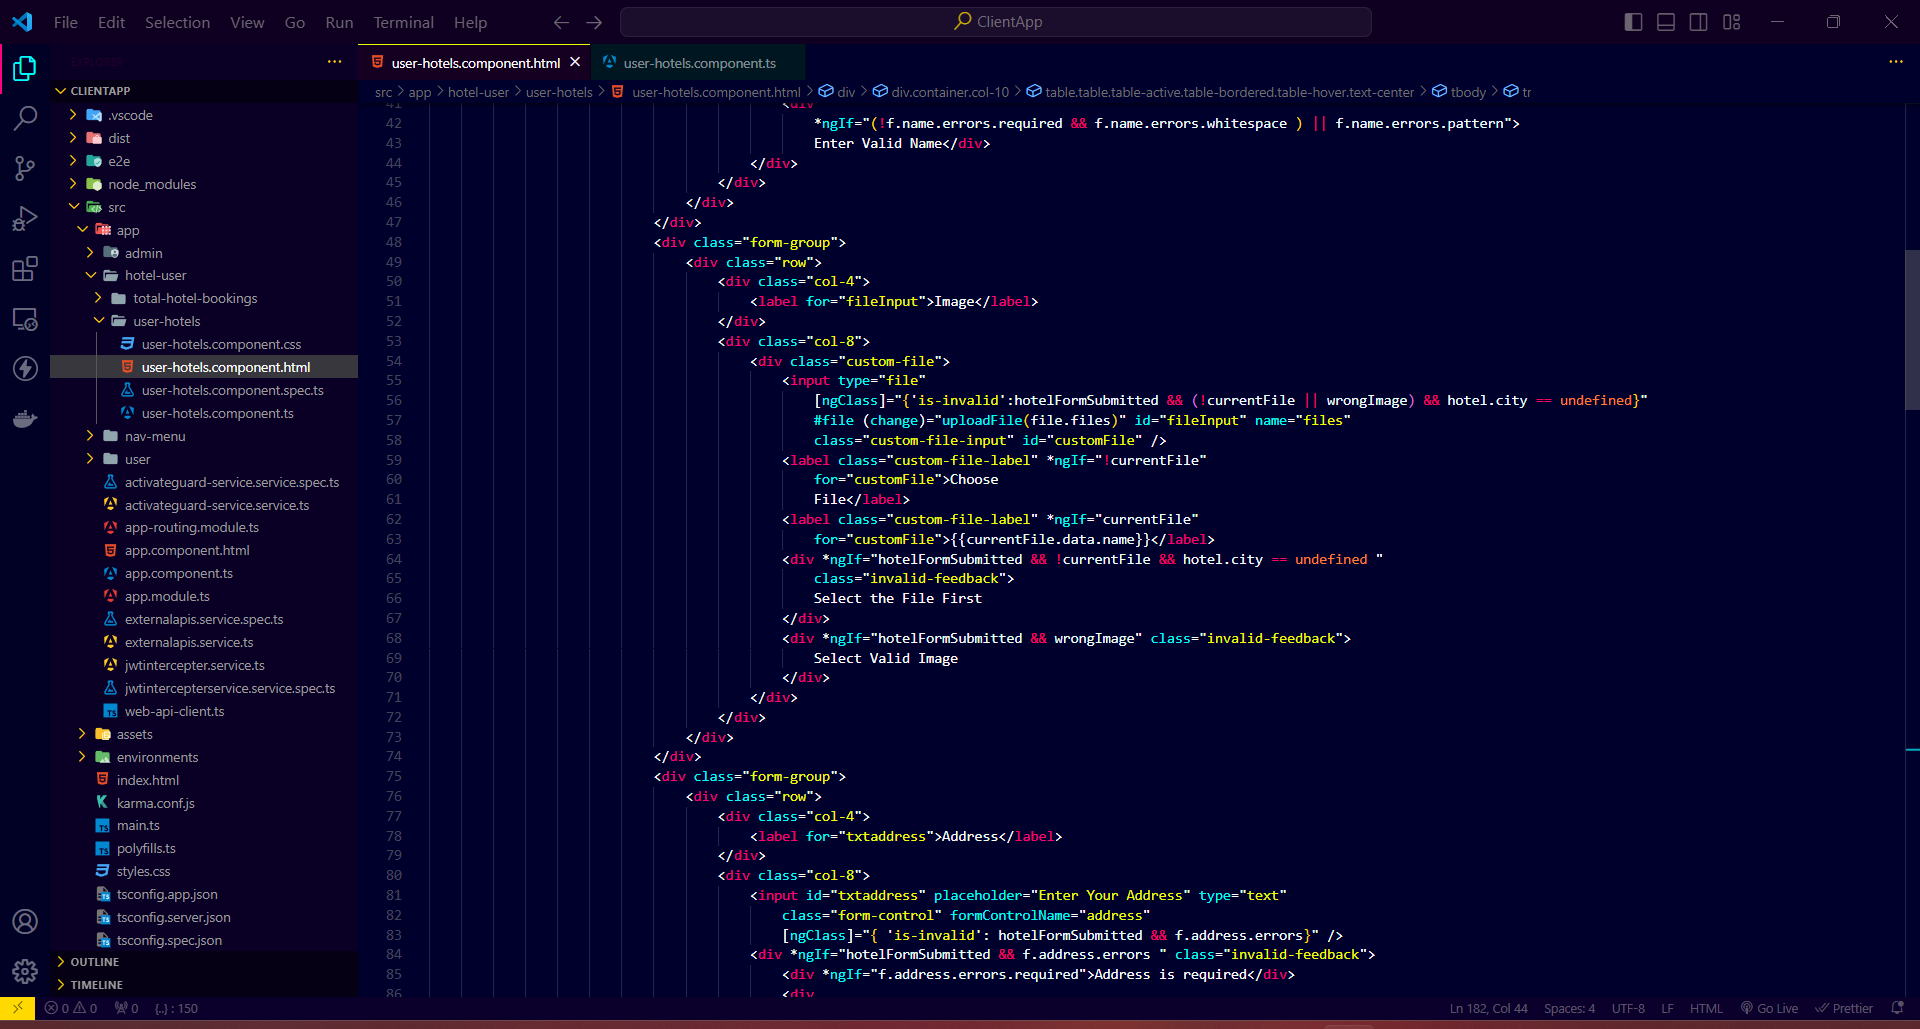 File Edit Selection View Go Run Terminal Help
ClientApp
user-hotels.component.html
user-hotels.component.ts
src > app > hotel-user > user-hotels > user-hotels.component.html > div > div.container.col-10 > table.table.table-active.table-bordered.table-hover.text-center > tbody > tr
CLIENTAPP
.vscode
dist
e2e
node_modules
src
app
admin
hotel-user
total-hotel-bookings
user-hotels
user-hotels.component.css
user-hotels.component.html
user-hotels.component.spec.ts
user-hotels.component.ts
nav-menu
user
activateguard-service.service.spec.ts
activateguard-service.service.ts
app-routing.module.ts
app.component.html
app.component.ts
app.module.ts
externalapis.service.spec.ts
externalapis.service.ts
jwtintercepter.service.ts
jwtintercepterservice.service.spec.ts
web-api-client.ts
assets
environments
index.html
karma.conf.js
main.ts
polyfills.ts
styles.css
tsconfig.app.json
tsconfig.server.json
tsconfig.spec.json
OUTLINE
TIMELINE
41 <div
42 *ngIf="(!f.name.errors.required && f.name.errors.whitespace ) || f.name.errors.pattern">
43 Enter Valid Name</div>
44 </div>
45 </div>
46 </div>
47 </div>
48 <div class="form-group">
49 <div class="row">
50 <div class="col-4">
51 <label for="fileInput">Image</label>
52 </div>
53 <div class="col-8">
54 <div class="custom-file">
55 <input type="file"
56 [ngClass]="{'is-invalid':hotelFormSubmitted && (!currentFile || wrongImage) && hotel.city == undefined}"
57 #file (change)="uploadFile(file.files)" id="fileInput" name="files"
58 class="custom-file-input" id="customFile" />
59 <label class="custom-file-label" *ngIf="!currentFile"
60 for="customFile">Choose
61 File</label>
62 <label class="custom-file-label" *ngIf="currentFile"
63 for="customFile">{{currentFile.data.name}}</label>
64 <div *ngIf="hotelFormSubmitted && !currentFile && hotel.city == undefined "
65 class="invalid-feedback">
66 Select the File First
67 </div>
68 <div *ngIf="hotelFormSubmitted && wrongImage" class="invalid-feedback">
69 Select Valid Image
70 </div>
71 </div>
72 </div>
73 </div>
74 </div>
75 <div class="form-group">
76 <div class="row">
77 <div class="col-4">
78 <label for="txtaddress">Address</label>
79 </div>
80 <div class="col-8">
81 <input id="txtaddress" placeholder="Enter Your Address" type="text"
82 class="form-control" formControlName="address"
83 [ngClass]="{ 'is-invalid': hotelFormSubmitted && f.address.errors}" />
84 <div *ngIf="hotelFormSubmitted && f.address.errors " class="invalid-feedback">
85 <div *ngIf="f.address.errors.required">Address is required</div>
86 <div
0 0 0 {..} : 150
Ln 182, Col 44 Spaces: 4 UTF-8 LF HTML Go Live Prettier